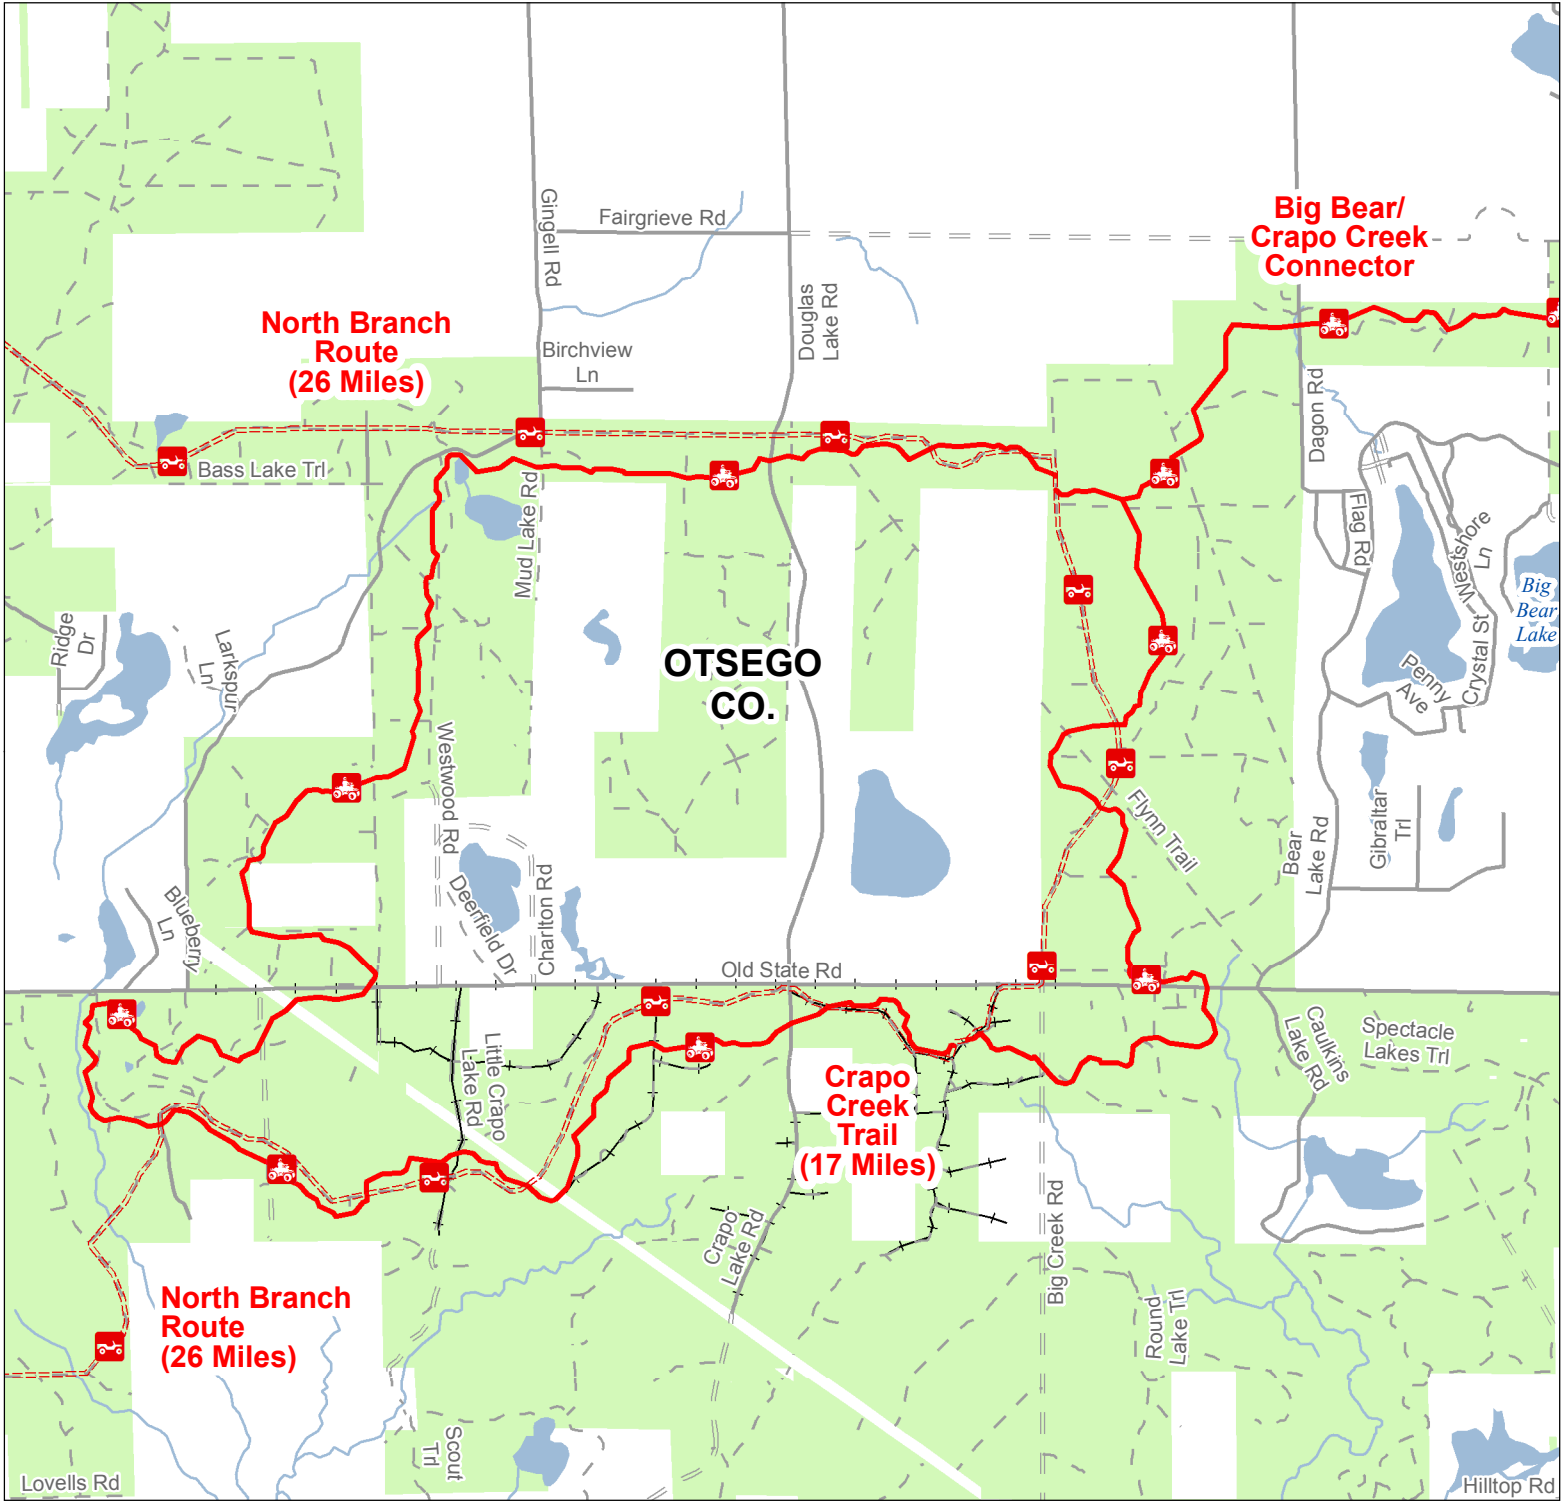 Gingell Rd
Fairgrieve Rd
Big Bear/
Crapo Creek
Connector
Douglas
Lake Rd
North Branch
Route
(26 Miles)
Birchview
Ln
Dagon Rd
Bass Lake Trl
Mud Lake Rd
Flag Rd
Westshore
Ln
Big
Bear
Lake
Ridge
Dr
Larkspur
Ln
OTSEGO
CO.
Penny
Ave
Crystal St
Westwood Rd
Flynn Trail
Bear
Lake Rd
Gibraltar
Trl
Blueberry
Ln
Deerfield Dr
Charlton Rd
Old State Rd
Little Crapo
Lake Rd
Caulkins
Lake Rd
Spectacle
Lakes Trl
Crapo
Creek
Trail
(17 Miles)
Crapo
Lake Rd
Big Creek Rd
Round
Lake Trl
North Branch
Route
(26 Miles)
Scout
Trl
Lovells Rd
Hilltop Rd